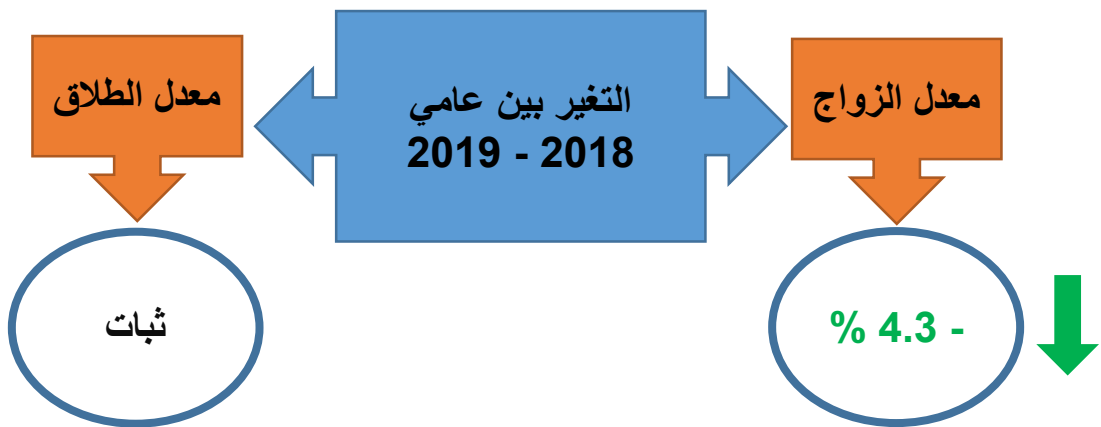 معدل الزواج
التغير بين عامي
2018 - 2019
معدل الطلاق
- 4.3 %
ثبات